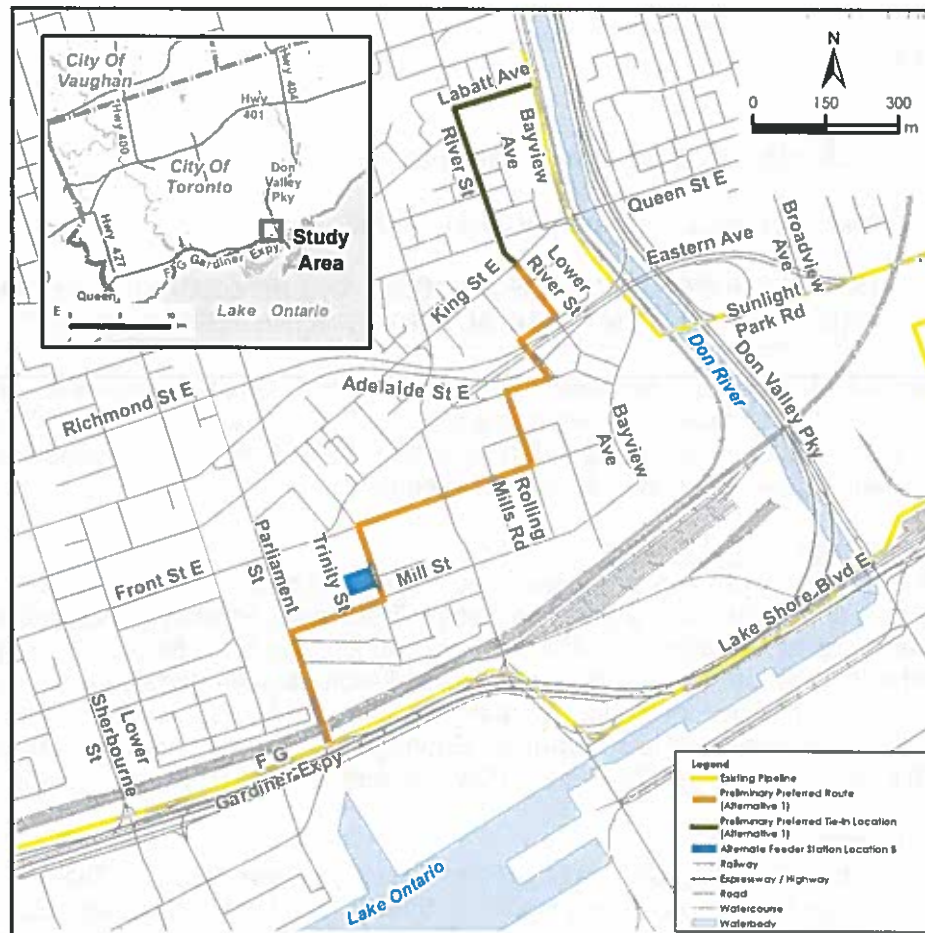 City Of
Vaughan
Hwy 404
Hwy 400
Hwy
401
City Of
Toronto
Don
Valley
Pky
Hwy 427
F G Gardiner Expy
Study
Area
Queen
E
Lake Ontario
N
0 150 300
m
Labatt Ave
River St
Bayview
Ave
Queen St E
Broadview
Ave
Eastern Ave
Lower
River St
King St E
Sunlight
Park Rd
Don River
Don Valley Pky
Adelaide St E
Richmond St E
Bayview
Ave
Rolling
Mills Rd
Parliament
St
Trinity St
Mill St
Front St E
Lake Shore Blvd E
Lower
Sherbourne
St
F G
Gardiner Expy
Lake Ontario
Legend
Existing Pipeline
Preliminary Preferred Route
(Alternative 1)
Preliminary Preferred Tie-In Location
(Alternative 1)
Alternate Feeder Station Location B
Railway
Expressway / Highway
Road
Watercourse
Waterbody